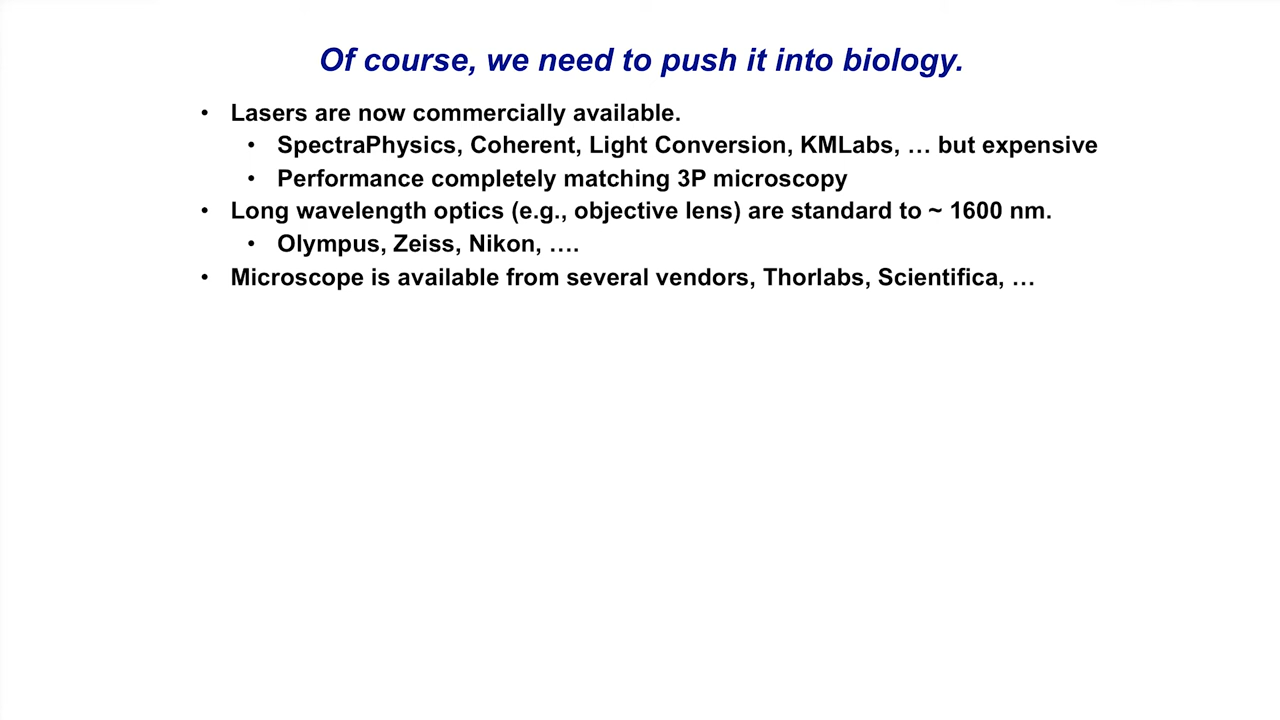 Of course, we need to push it into biology.
• Lasers are now commercially available.
• SpectraPhysics, Coherent, Light Conversion, KMLabs, … but expensive
• Performance completely matching 3P microscopy
• Long wavelength optics (e.g., objective lens) are standard to ~ 1600 nm.
• Olympus, Zeiss, Nikon, ….
• Microscope is available from several vendors, Thorlabs, Scientifica, …